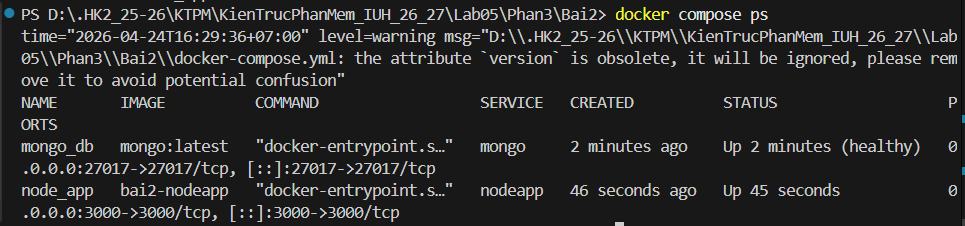 PS D:\.HK2_25-26\KTPM\KienTrucPhanMem_IUH_26_27\Lab05\Phan3\Bai2> docker compose ps
time="2026-04-24T16:29:36+07:00" level=warning msg="D:\\.HK2_25-26\\KTPM\\KienTrucPhanMem_IUH_26_27\\Lab
05\\Phan3\\Bai2\\docker-compose.yml: the attribute `version` is obsolete, it will be ignored, please rem
ove it to avoid potential confusion"
NAME       IMAGE          COMMAND                  SERVICE   CREATED          STATUS                   P
ORTS
mongo_db   mongo:latest   "docker-entrypoint.s…"   mongo     2 minutes ago    Up 2 minutes (healthy)   0
.0.0.0:27017->27017/tcp, [::]:27017->27017/tcp
node_app   bai2-nodeapp   "docker-entrypoint.s…"   nodeapp   46 seconds ago   Up 45 seconds            0
.0.0.0:3000->3000/tcp, [::]:3000->3000/tcp